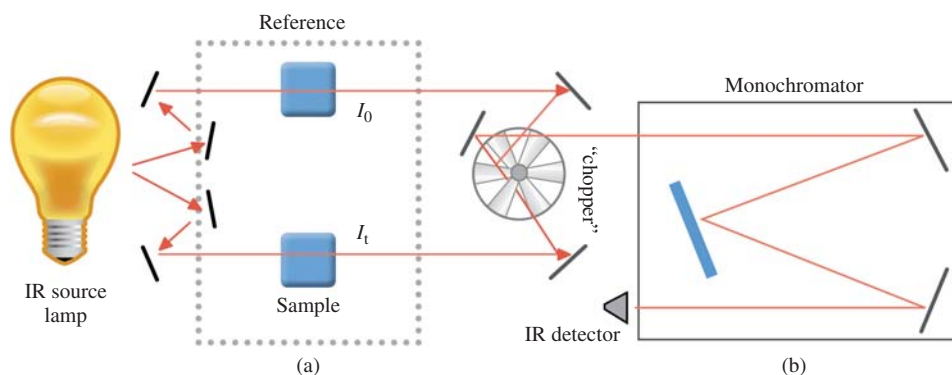 Reference
I0
It
Sample
IR source
lamp
"chopper"
Monochromator
IR detector
(a)
(b)